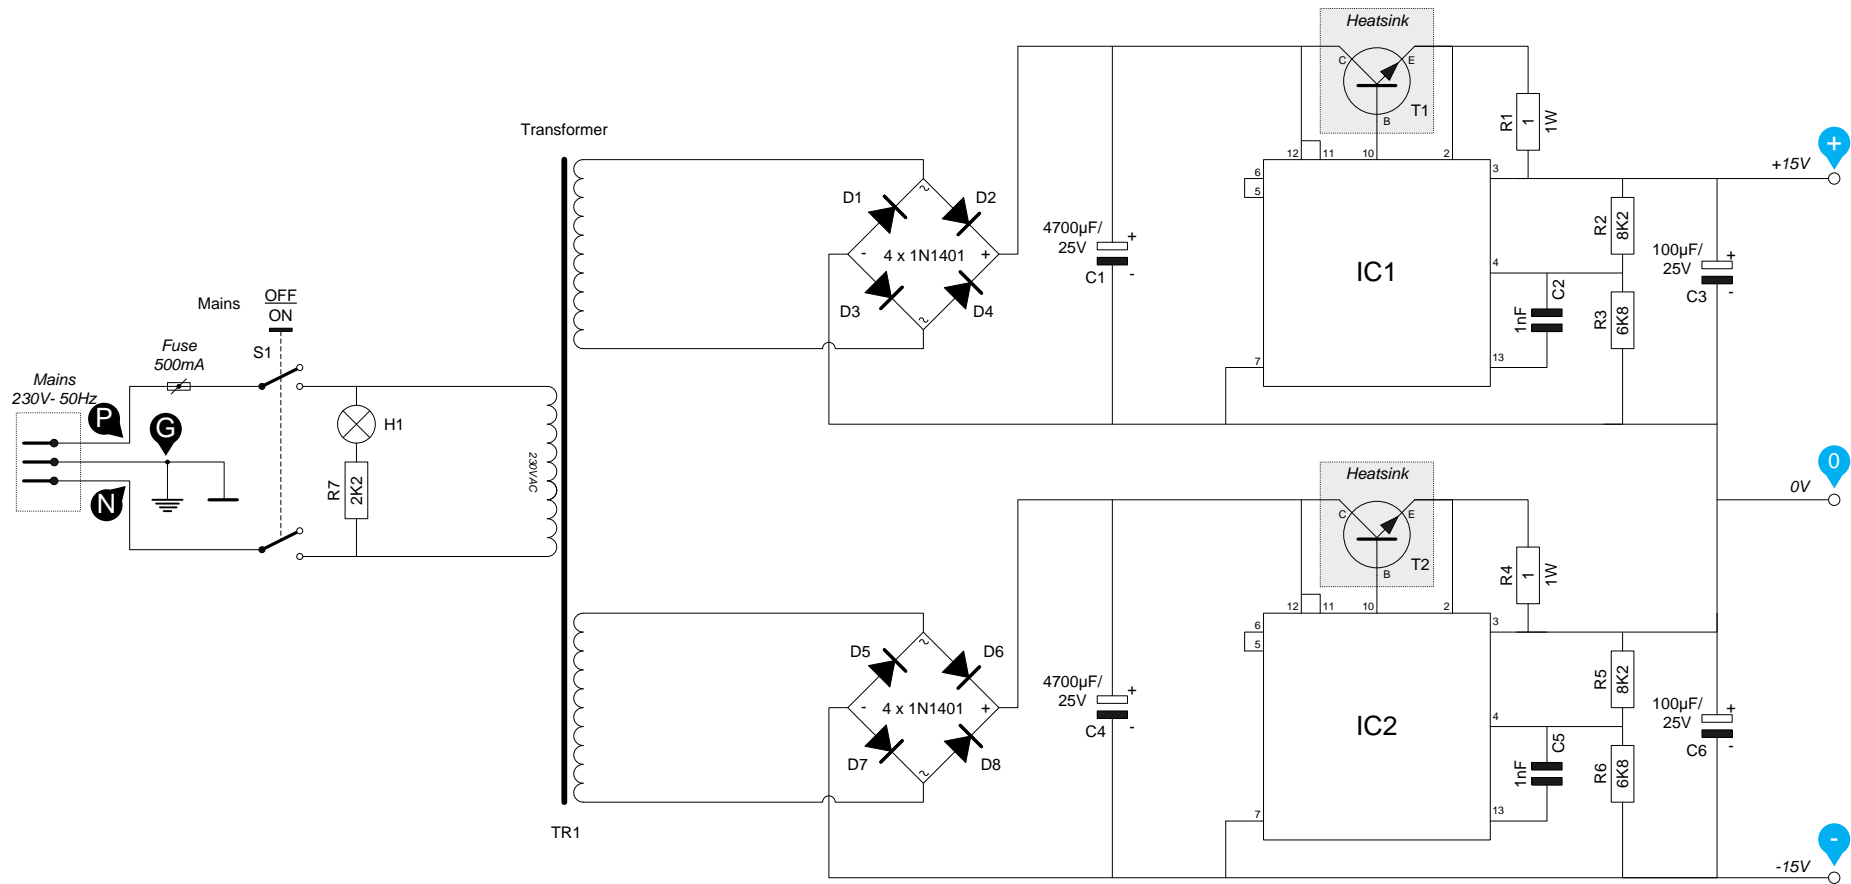 Mains
230V- 50Hz
P
G
N
Fuse
500mA
Mains
OFF
ON
S1
H1
R7
2K2
230VAC
Transformer
TR1
~
D1
D2
- 4 x 1N1401 +
D3
D4
~
4700µF/
25V
+
-
C1
Heatsink
C
E
B
T1
12
11
10
2
6
5
7
IC1
3
4
13
R1
1
1W
R2
8K2
C2
1nF
R3
6K8
100µF/
25V
+
-
C3
+
+15V
0
0V
~
D5
D6
- 4 x 1N1401 +
D7
D8
~
4700µF/
25V
+
-
C4
Heatsink
C
E
B
T2
12
11
10
2
6
5
7
IC2
3
4
13
R4
1
1W
R5
8K2
C5
1nF
R6
6K8
100µF/
25V
+
-
C6
-
-15V